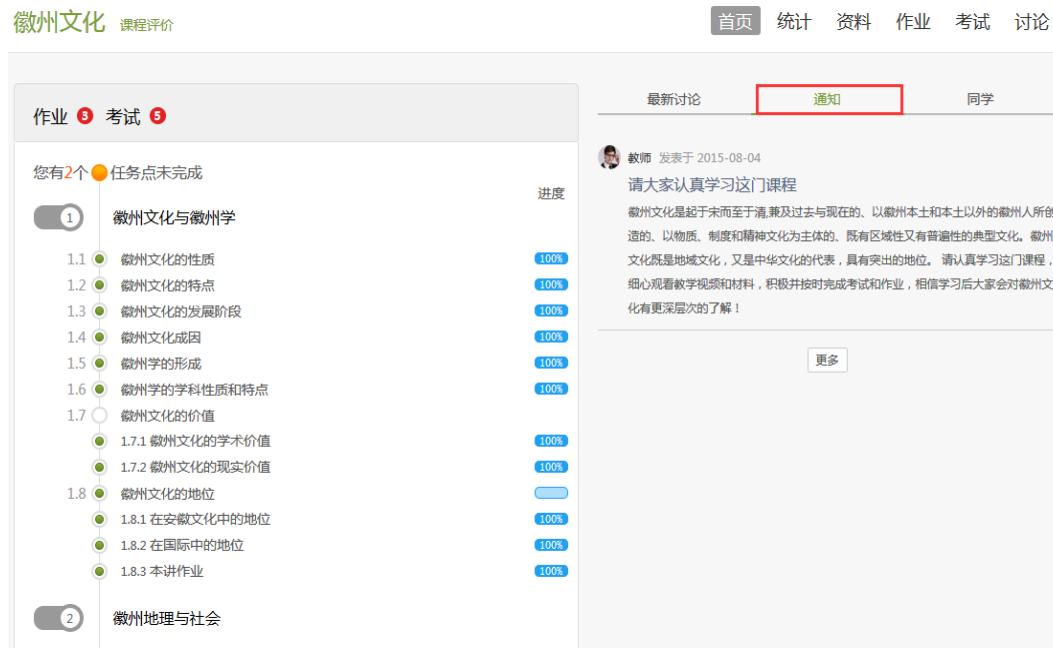 徽州文化 课程评价
首页 统计 资料 作业 考试 讨论
作业 3 考试 5
您有2个 任务点未完成
进度
1 徽州文化与徽州学
1.1 徽州文化的性质 100%
1.2 徽州文化的特点 100%
1.3 徽州文化的发展阶段 100%
1.4 徽州文化成因 100%
1.5 徽州学的形成 100%
1.6 徽州学的学科性质和特点 100%
1.7 徽州文化的价值
1.7.1 徽州文化的学术价值 100%
1.7.2 徽州文化的现实价值 100%
1.8 徽州文化的地位
1.8.1 在安徽文化中的地位 100%
1.8.2 在国际中的地位 100%
1.8.3 本讲作业 100%
2 徽州地理与社会
最新讨论 通知 同学
教师 发表于 2015-08-04
请大家认真学习这门课程
徽州文化是起于宋而至于清,兼及过去与现在的、以徽州本土和本土以外的徽州人所创
造的、以物质、制度和精神文化为主体的、既有区域性又有普遍性的典型文化。徽州
文化既是地域文化，又是中华文化的代表，具有突出的地位。 请认真学习这门课程，
细心观看教学视频和材料，积极并按时完成考试和作业，相信学习后大家会对徽州文
化有更深层次的了解！
更多